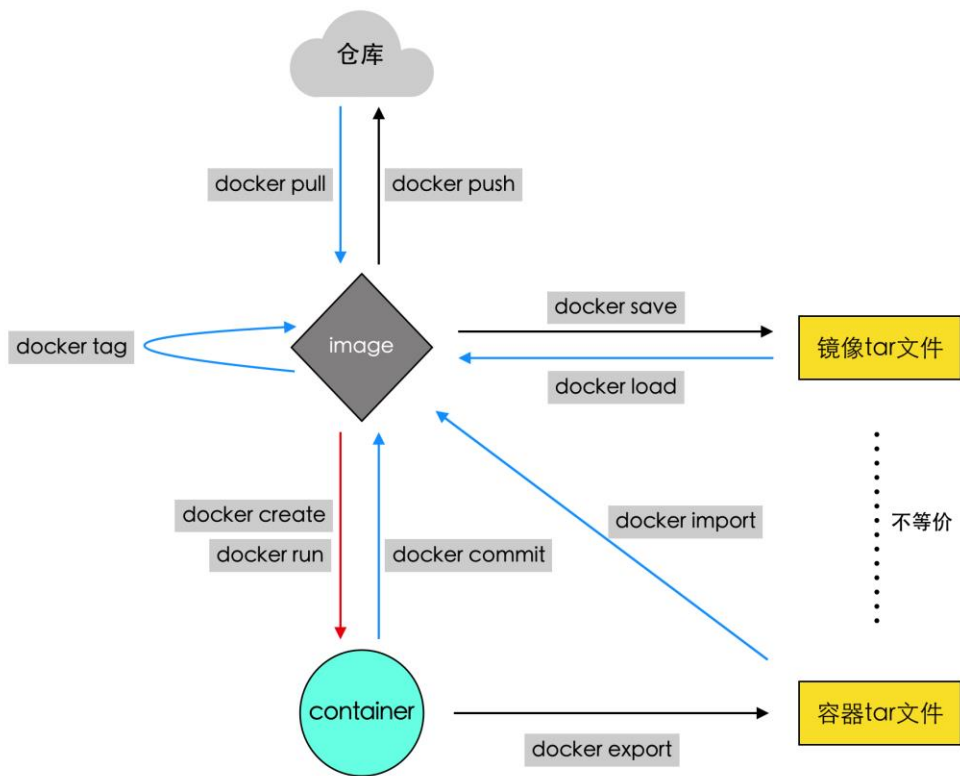 仓库
docker pull
docker push
docker save
docker tag
image
镜像tar文件
docker load
docker create
docker import
不等价
docker run
docker commit
container
容器tar文件
docker export